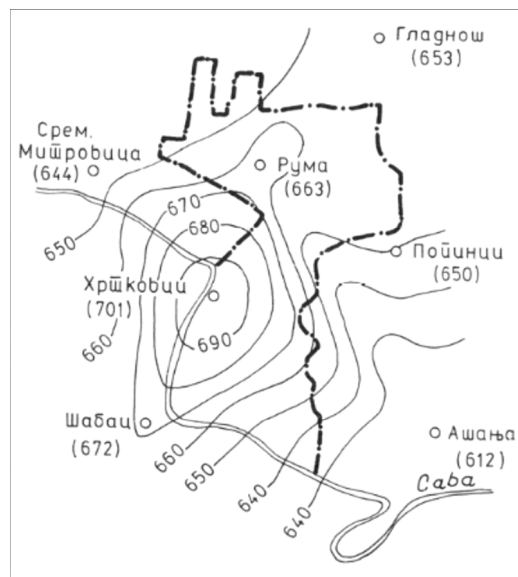 Гладнош
(653)
Срем.
Митровица
(644)
Рума
(663)
670
680
650
Попинци
(650)
Хртковци
(701)
690
660
Шабац
(672)
660
650
Ашања
(612)
640
640
Сава